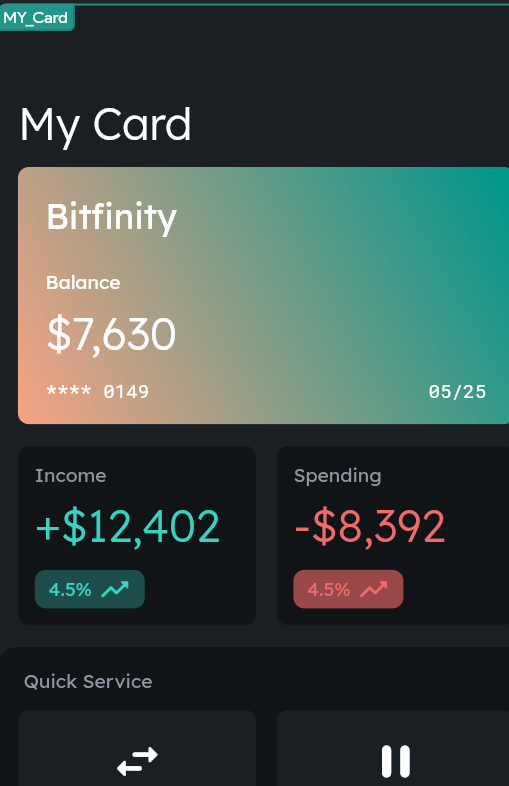 MY_Card
My Card
Bitfinity
Balance
$7,630
**** 0149
05/25
Income
+$12,402
4.5%
Spending
-$8,392
4.5%
Quick Service